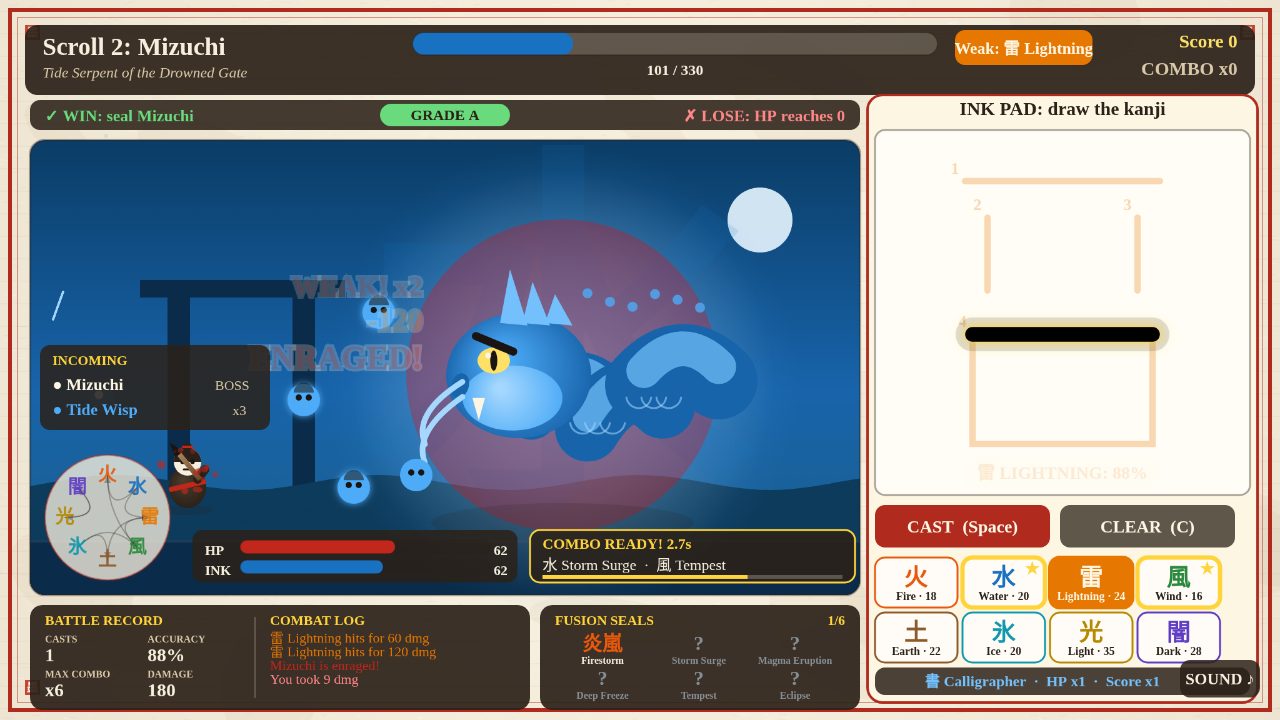 Scroll 2: Mizuchi
Tide Serpent of the Drowned Gate
101 / 330
Weak: 雷 Lightning
Score 0
COMBO x0
✓ WIN: seal Mizuchi
GRADE A
✗ LOSE: HP reaches 0
INK PAD: draw the kanji
1
2
3
4
雷 LIGHTNING: 88%
WEAK! x2
-120
ENRAGED!
INCOMING
● Mizuchi BOSS
● Tide Wisp x3
火
水
雷
風
土
氷
光
闇
HP 62
INK 62
COMBO READY! 2.7s
水 Storm Surge · 風 Tempest
CAST (Space)
CLEAR (C)
火
Fire · 18
水 ★
Water · 20
雷
Lightning · 24
風 ★
Wind · 16
土
Earth · 22
氷
Ice · 20
光
Light · 35
闇
Dark · 28
書 Calligrapher · HP x1 · Score x1
SOUND ♪
BATTLE RECORD
CASTS
1
ACCURACY
88%
MAX COMBO
x6
DAMAGE
180
COMBAT LOG
雷 Lightning hits for 60 dmg
雷 Lightning hits for 120 dmg
Mizuchi is enraged!
You took 9 dmg
FUSION SEALS 1/6
炎嵐
Firestorm
?
Storm Surge
?
Magma Eruption
?
Deep Freeze
?
Tempest
?
Eclipse